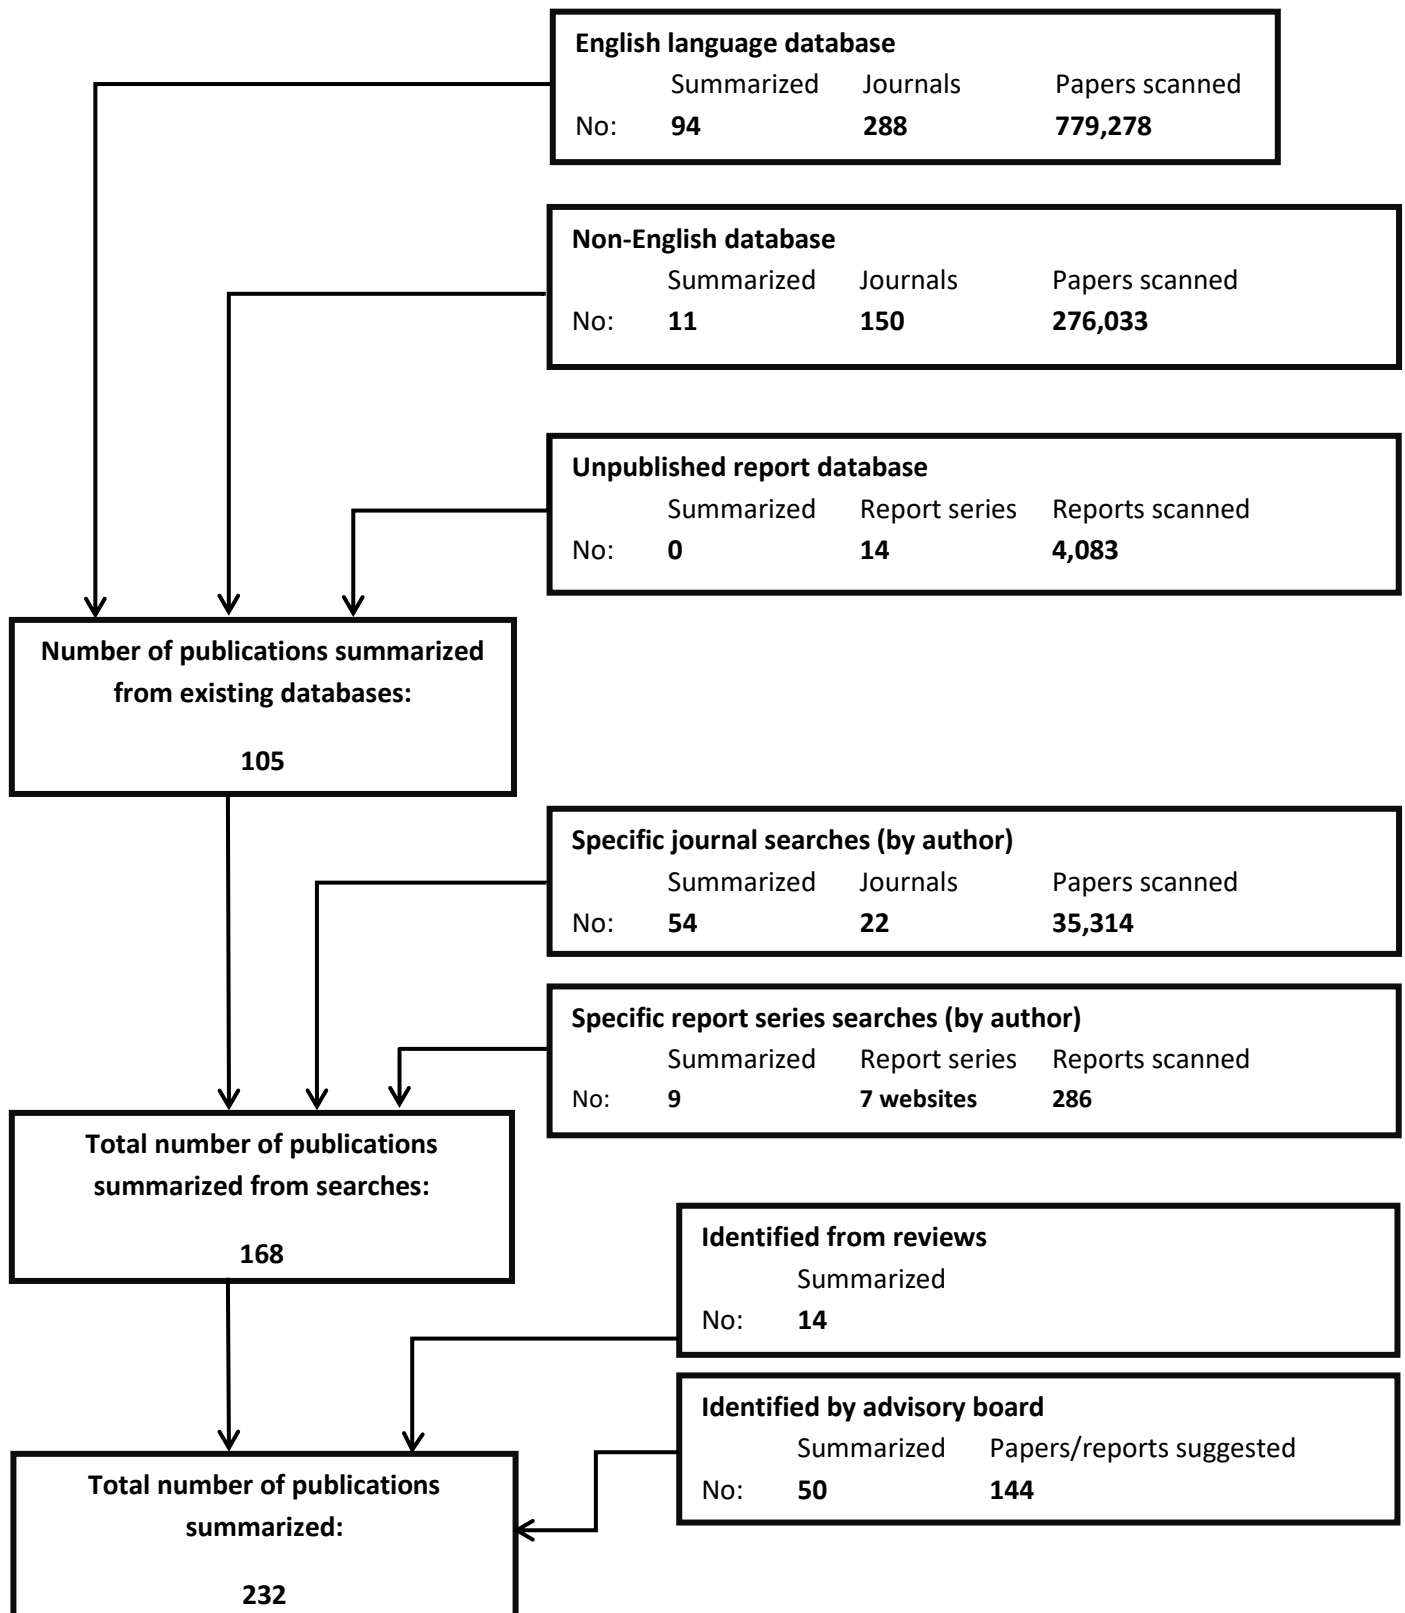 English language database
Summarized Journals Papers scanned
No: 94 288 779,278
Non-English database
Summarized Journals Papers scanned
No: 11 150 276,033
Unpublished report database
Summarized Report series Reports scanned
No: 0 14 4,083
Number of publications summarized
from existing databases:
105
Specific journal searches (by author)
Summarized Journals Papers scanned
No: 54 22 35,314
Specific report series searches (by author)
Summarized Report series Reports scanned
No: 9 7 websites 286
Total number of publications
summarized from searches:
168
Identified from reviews
Summarized
No: 14
Identified by advisory board
Summarized Papers/reports suggested
No: 50 144
Total number of publications
summarized:
232